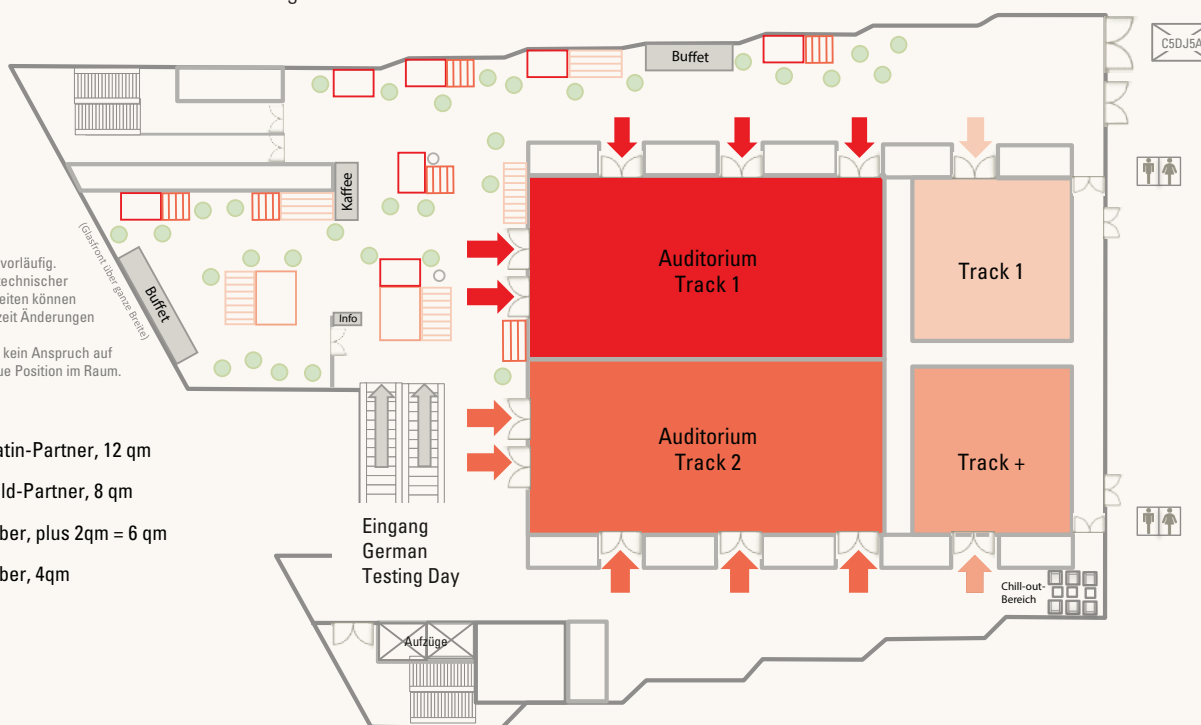 Buffet
C5DJ5A
Kaffee
(Glasfront über ganze Breite)
Buffet
Info
vorläufig.
technischer
eiten können
zeit Änderungen
kein Anspruch auf
ue Position im Raum.
Auditorium
Track 1
Track 1
Auditorium
Track 2
Track +
atin-Partner, 12 qm
ld-Partner, 8 qm
ber, plus 2qm = 6 qm
ber, 4qm
Eingang
German
Testing Day
Chill-out-
Bereich
Aufzüge